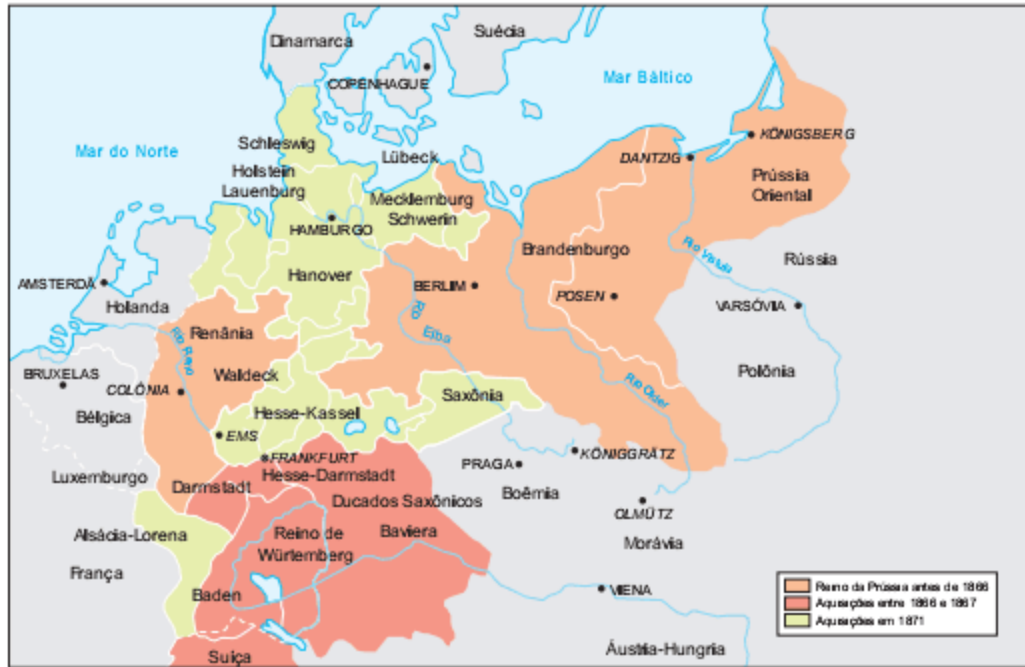 Suécia
Dinamarca
COPENHAGUE
Mar Báltico
KÖNIGSBERG
Mar do Norte
Schleswig
Lübeck
DANTZIG
Prússia
Oriental
Holstein
Lauenburg
Mecklemburg
Schwerin
HAMBURGO
Brandenburgo
Rio Vístula
Rússia
AMSTERDÃ
Hanover
BERLIM
POSEN
VARSÓVIA
Holanda
Rio
Elba
Renânia
Rio Reno
BRUXELAS
Waldeck
Polônia
COLÔNIA
Rio Older
Bélgica
Hesse-Kassel
Saxônia
EMS
FRANKFURT
KÖNIGGRÄTZ
Luxemburgo
Hesse-Darmstadt
PRAGA
Darmstadt
Boêmia
Ducados Saxônicos
OLMÜTZ
Alsácia-Lorena
Reino de
Würtemberg
Baviera
Morávia
França
Baden
VIENA
Reino da Prússia antes de 1866
Aquisições entre 1866 e 1867
Aquisições em 1871
Suíça
Áustria-Hungria